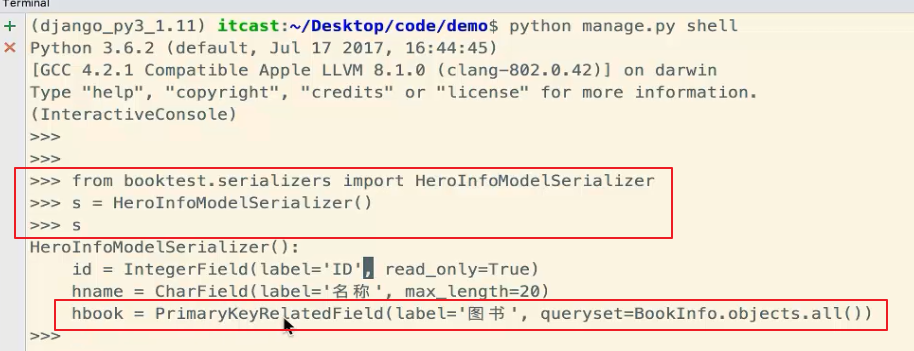 Terminal
(django_py3_1.11) itcast:~/Desktop/code/demo$ python manage.py shell
Python 3.6.2 (default, Jul 17 2017, 16:44:45)
[GCC 4.2.1 Compatible Apple LLVM 8.1.0 (clang-802.0.42)] on darwin
Type "help", "copyright", "credits" or "license" for more information.
(InteractiveConsole)
>>>
>>>
>>> from booktest.serializers import HeroInfoModelSerializer
>>> s = HeroInfoModelSerializer()
>>> s
HeroInfoModelSerializer():
    id = IntegerField(label='ID', read_only=True)
    hname = CharField(label='名称', max_length=20)
    hbook = PrimaryKeyRelatedField(label='图书', queryset=BookInfo.objects.all())
>>>